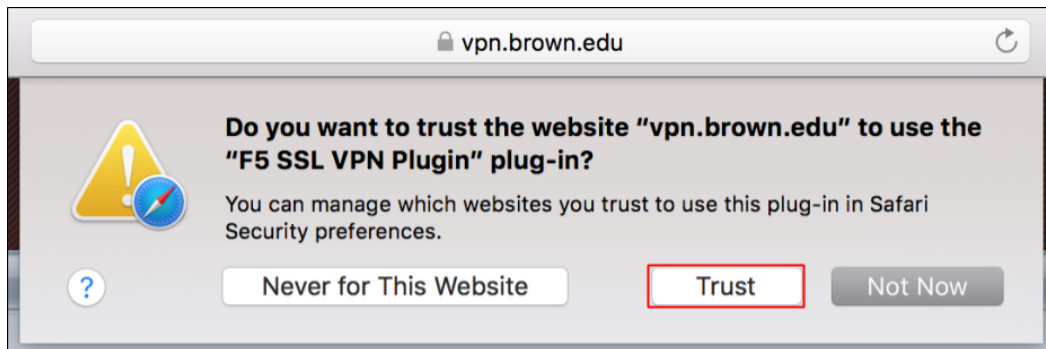 vpn.brown.edu
Do you want to trust the website “vpn.brown.edu” to use the
“F5 SSL VPN Plugin” plug-in?
You can manage which websites you trust to use this plug-in in Safari
Security preferences.
? Never for This Website Trust Not Now